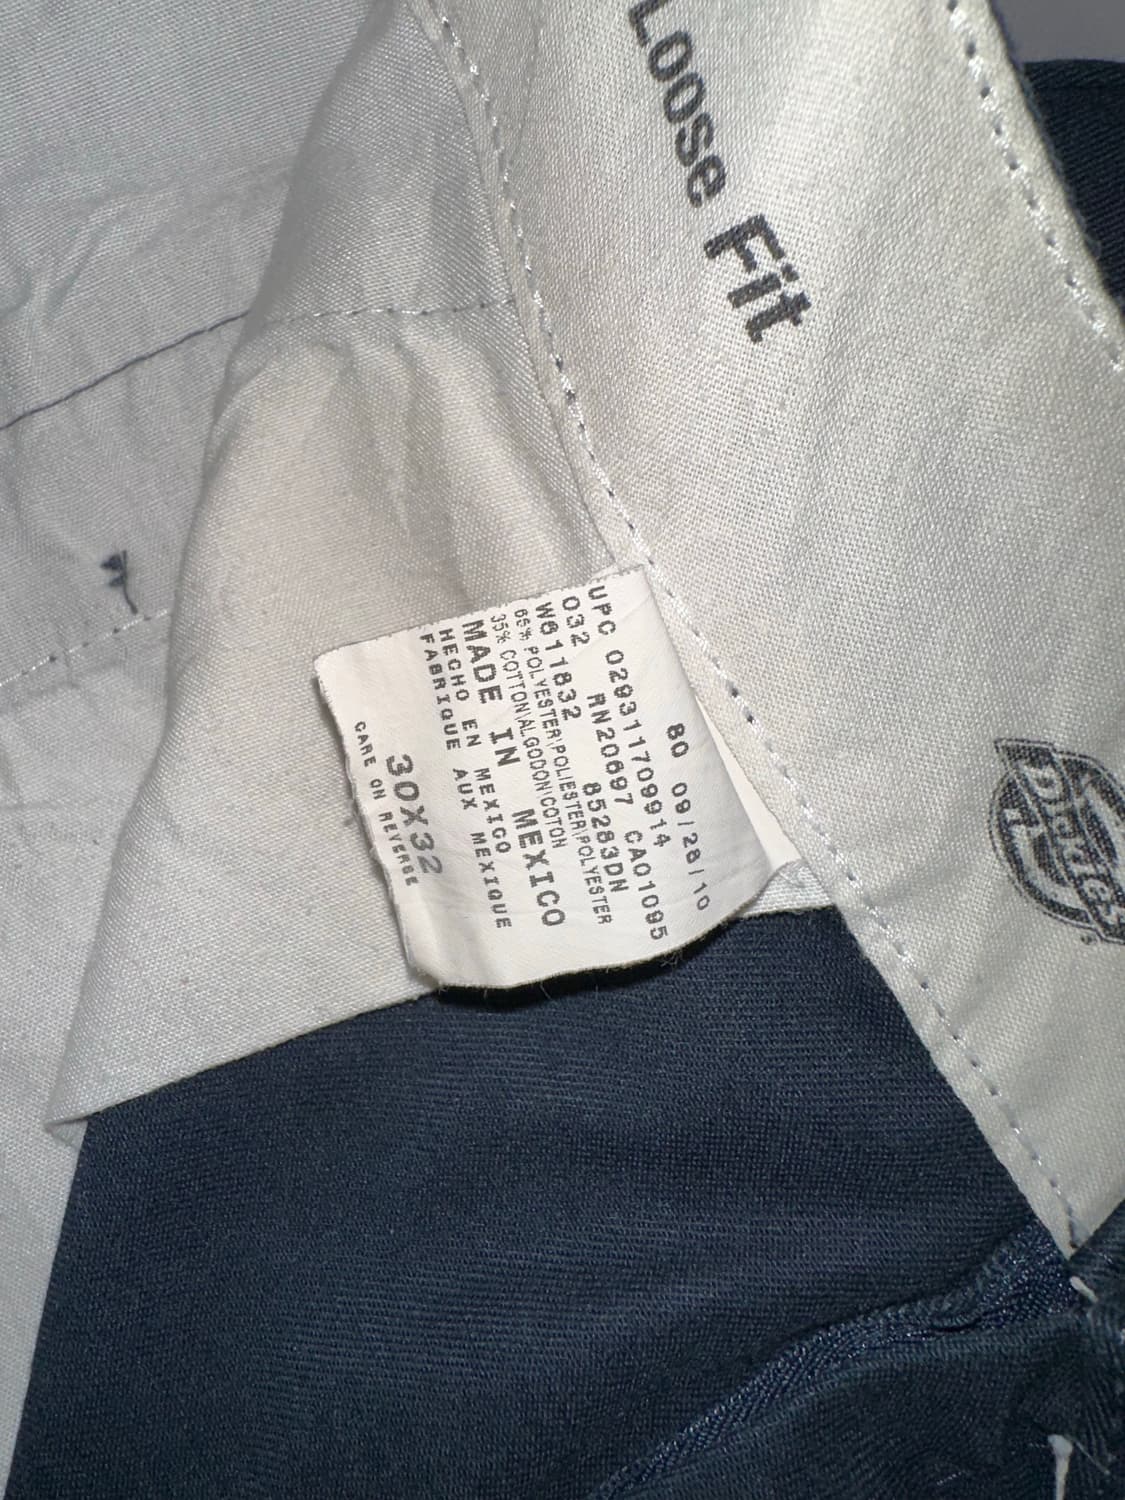 Loose Fit
80 09/28/10
UPC 029311709914
032 RN20697 CA01095
W811832 85283DN
65% POLYESTER\POLIESTER\POLYESTER
35% COTTON\ALGODON\COTON
MADE IN MEXICO
HECHO EN MEXICO
FABRIQUE AUX MEXIQUE
30X32
CARE ON REVERSE
Dickies